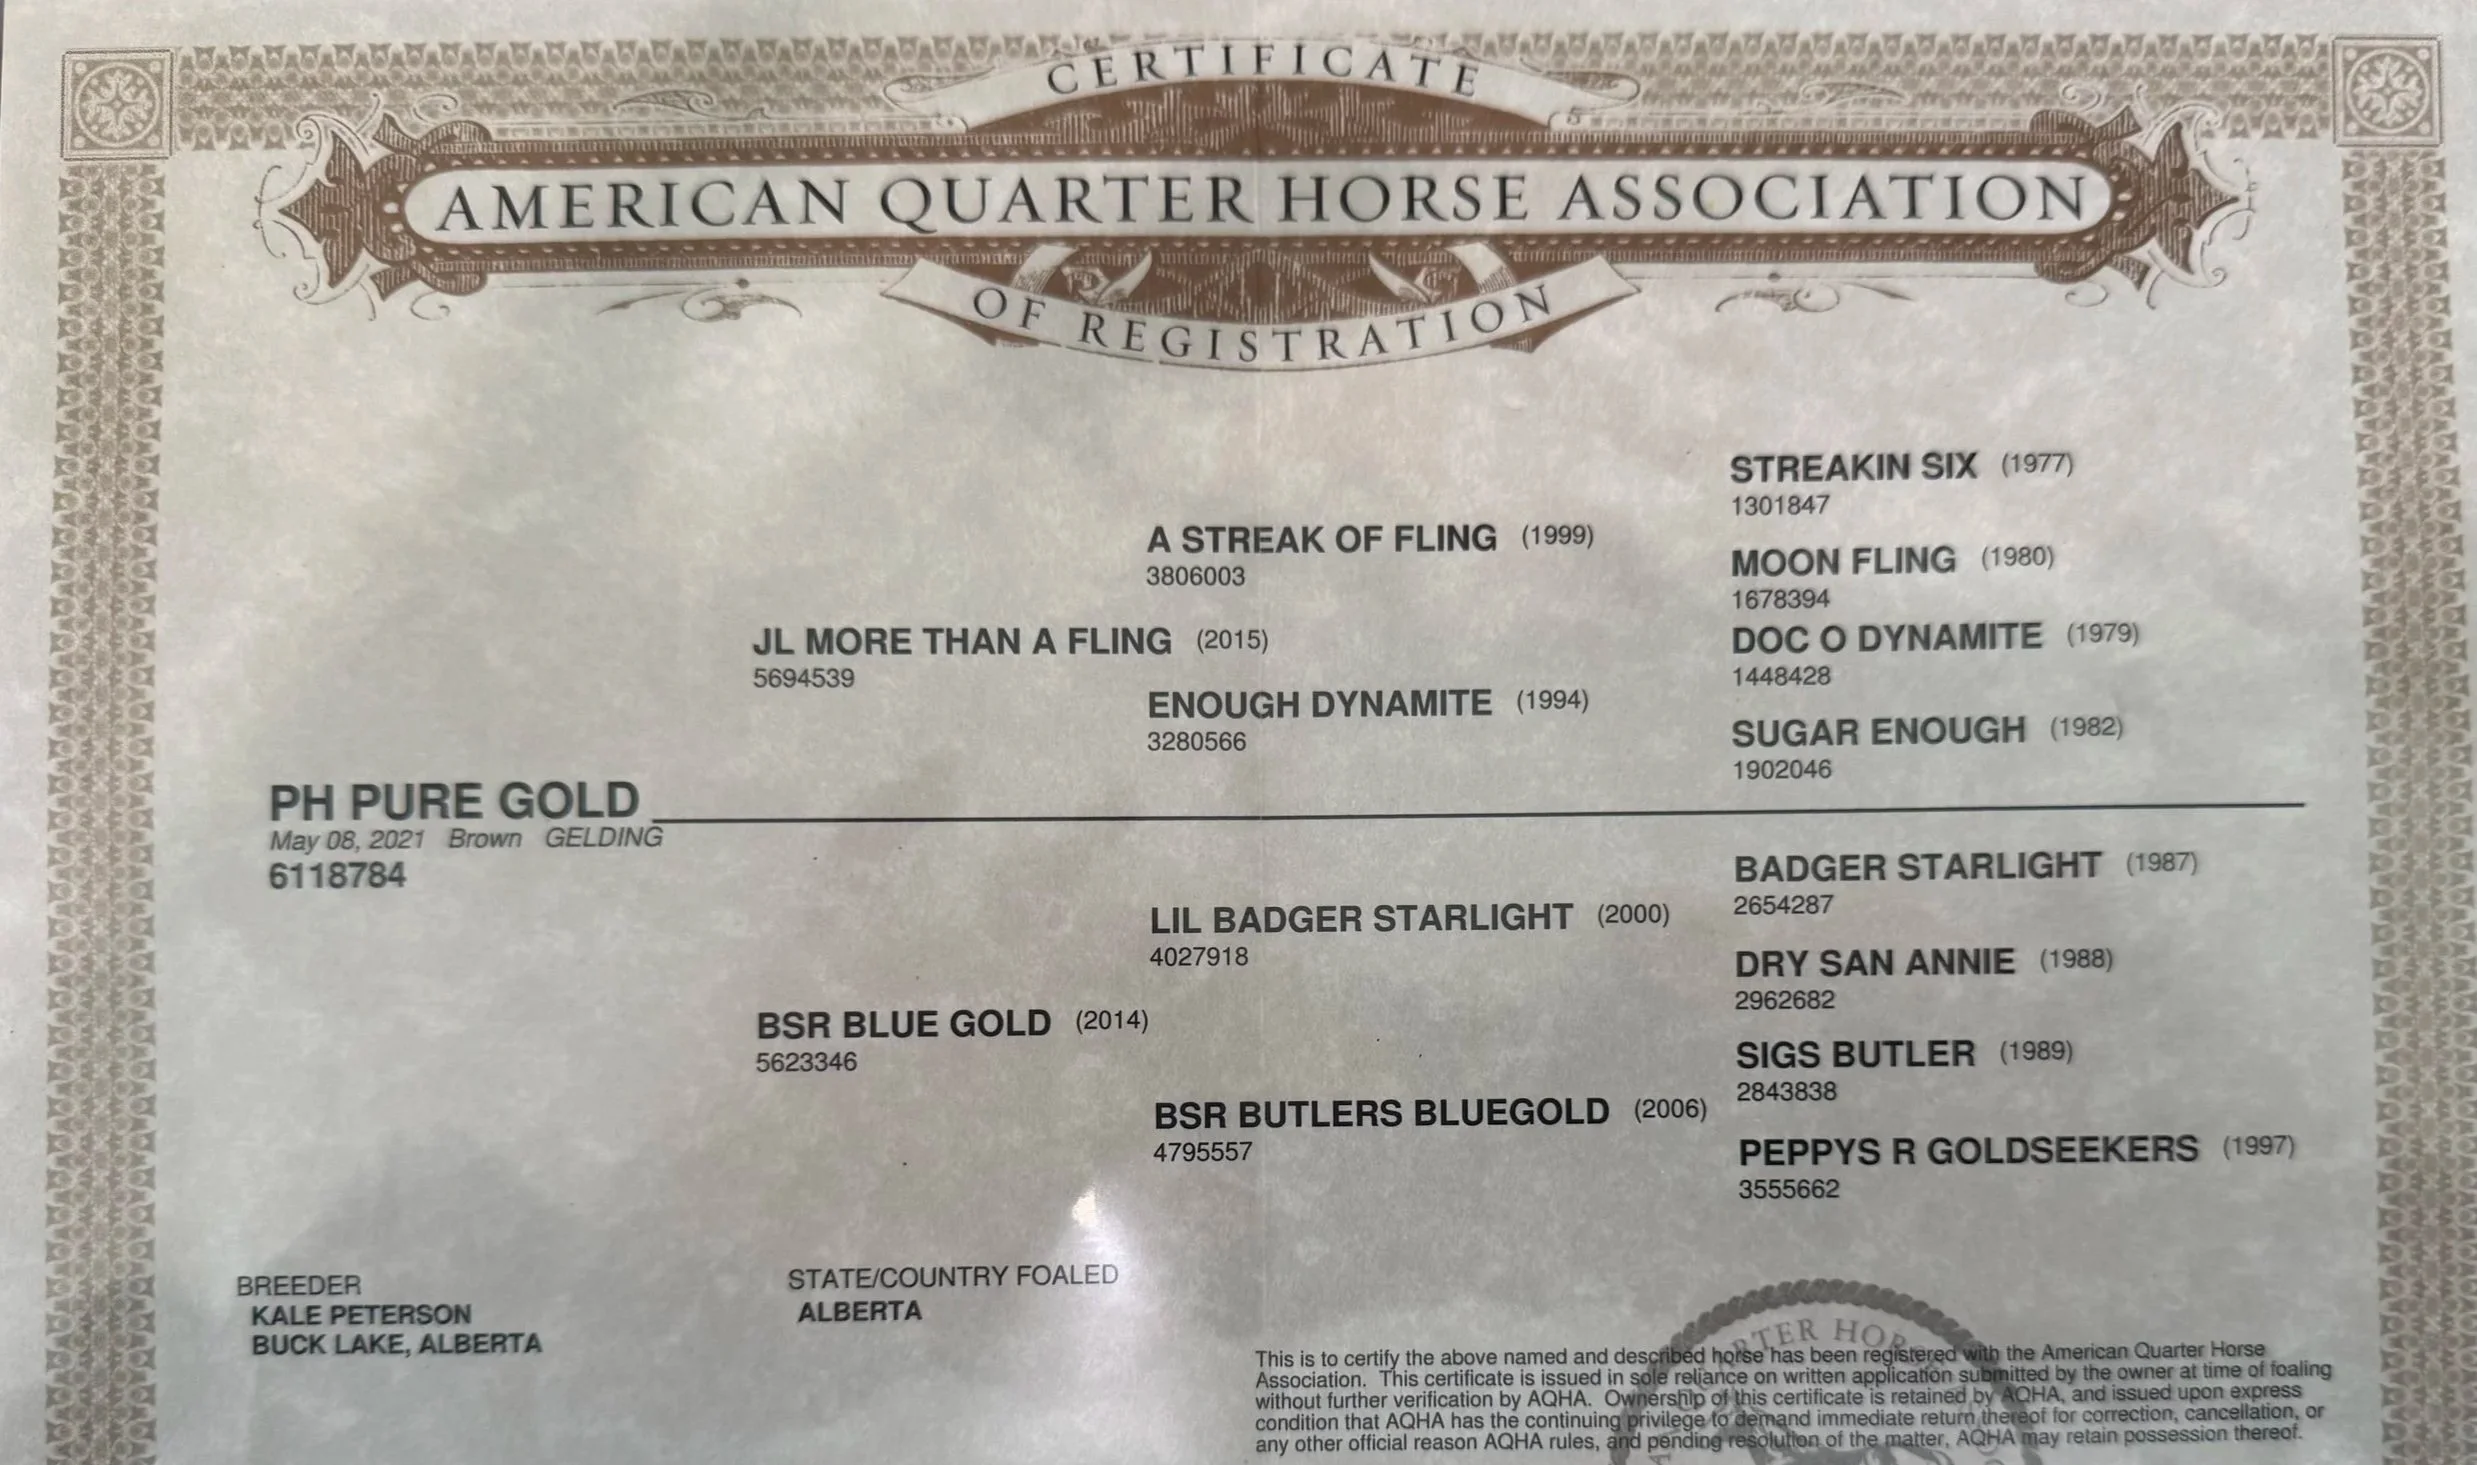 CERTIFICATE
AMERICAN QUARTER HORSE ASSOCIATION
OF REGISTRATION
STREAKIN SIX (1977)
1301847
A STREAK OF FLING (1999)
3806003
MOON FLING (1980)
1678394
JL MORE THAN A FLING (2015)
5694539
DOC O DYNAMITE (1979)
1448428
ENOUGH DYNAMITE (1994)
3280566
SUGAR ENOUGH (1982)
1902046
PH PURE GOLD
May 08, 2021 Brown GELDING
6118784
BADGER STARLIGHT (1987)
2654287
LIL BADGER STARLIGHT (2000)
4027918
DRY SAN ANNIE (1988)
2962682
BSR BLUE GOLD (2014)
5623346
SIGS BUTLER (1989)
2843838
BSR BUTLERS BLUEGOLD (2006)
4795557
PEPPYS R GOLDSEEKERS (1997)
3555662
BREEDER
KALE PETERSON
BUCK LAKE, ALBERTA
STATE/COUNTRY FOALED
ALBERTA
This is to certify the above named and described horse has been registered with the American Quarter Horse
Association. This certificate is issued in sole reliance on written application submitted by the owner at time of foaling
without further verification by AQHA. Ownership of this certificate is retained by AQHA, and issued upon express
condition that AQHA has the continuing privilege to demand immediate return thereof for correction, cancellation, or
any other official reason AQHA rules, and pending resolution of the matter, AQHA may retain possession thereof.